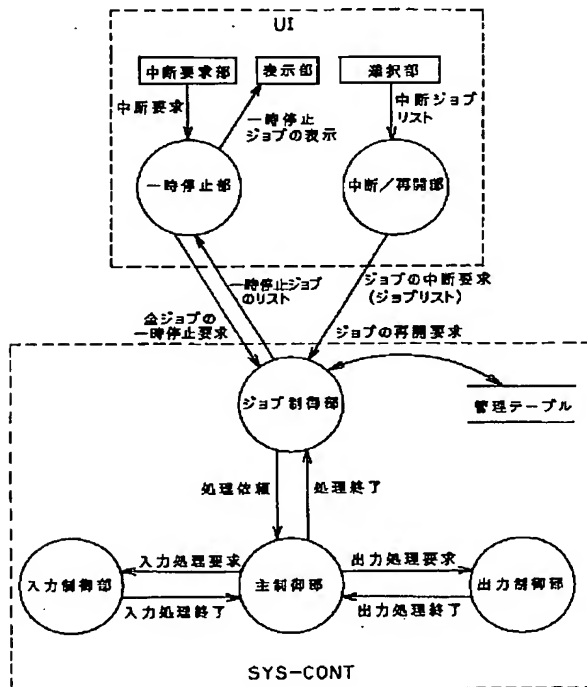 UI
中断要求部
表示部
選択部
中断要求
一時停止
ジョブの表示
中断ジョブ
リスト
一時停止部
中断／再開部
一時停止ジョブ
のリスト
ジョブの中断要求
(ジョブリスト)
全ジョブの
一時停止要求
ジョブの再開要求
ジョブ制御部
管理テーブル
処理依頼
処理終了
入力処理要求
出力処理要求
入力制御部
主制御部
出力制御部
入力処理終了
出力処理終了
SYS-CONT